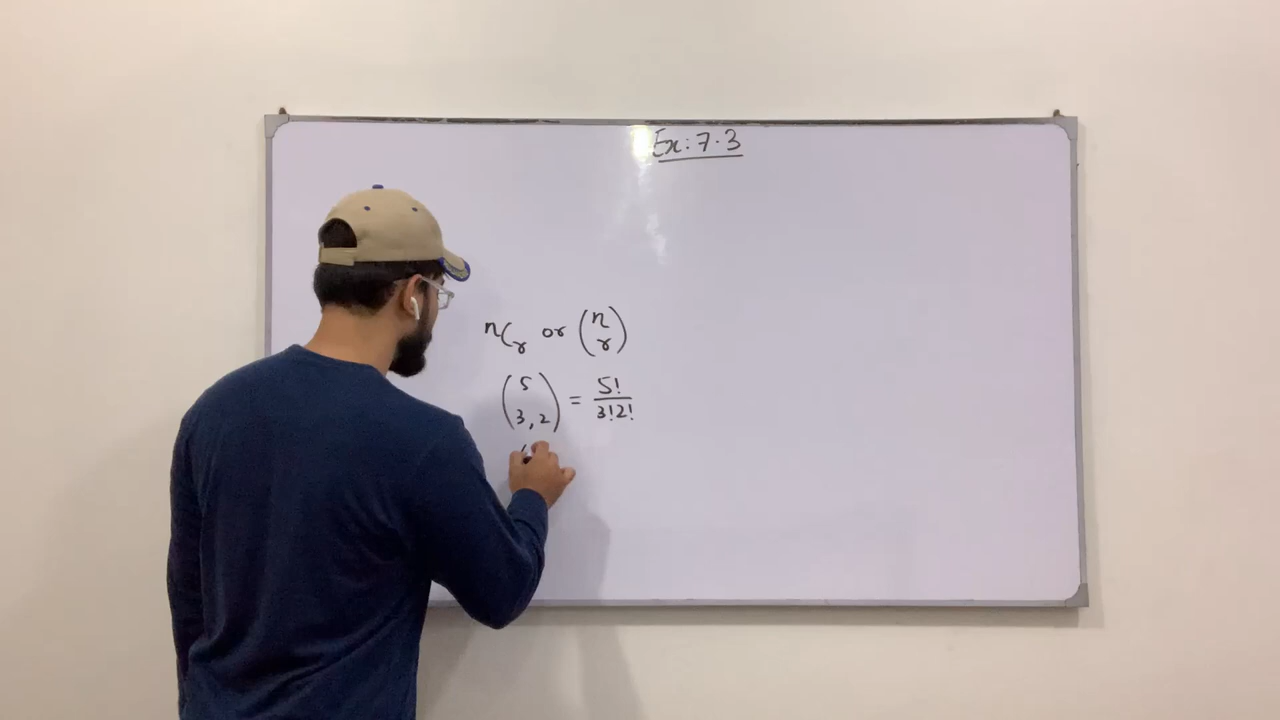 Ex: 7.3
nCr or (n r)
(5 3,2) = 5!/3!2!